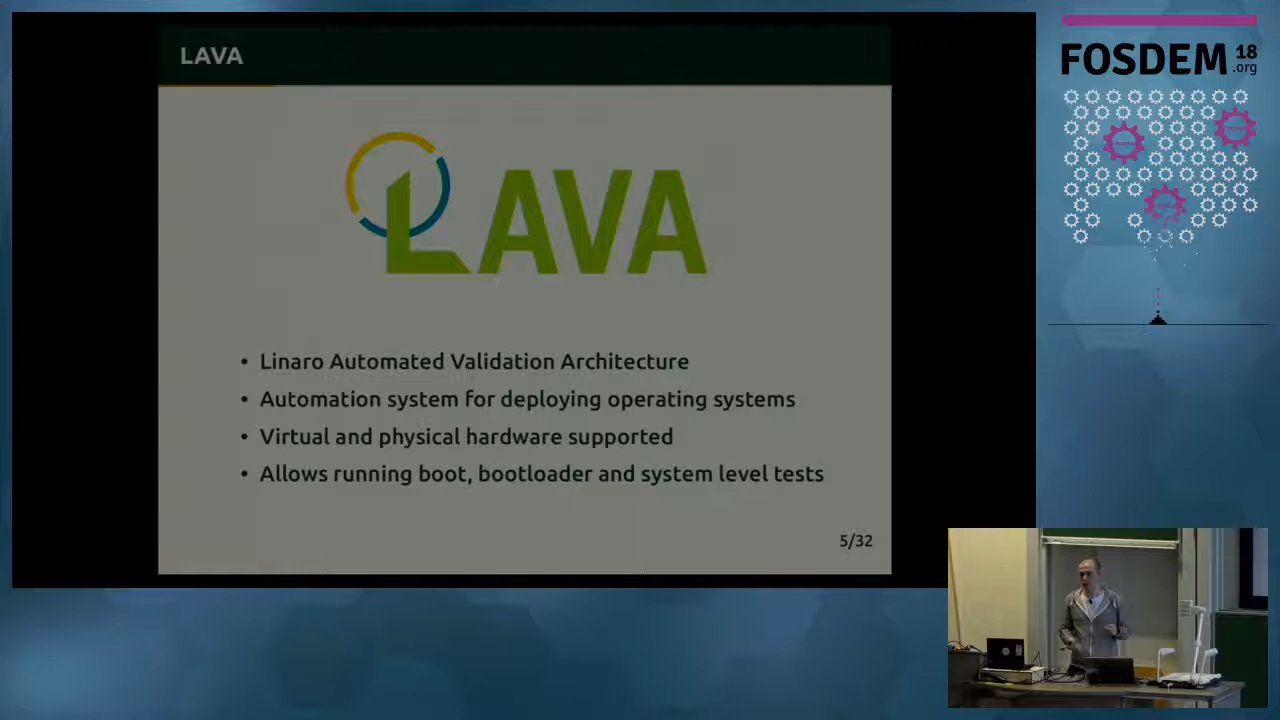 LAVA
LAVA
• Linaro Automated Validation Architecture
• Automation system for deploying operating systems
• Virtual and physical hardware supported
• Allows running boot, bootloader and system level tests
5/32
FOSDEM 18
.org